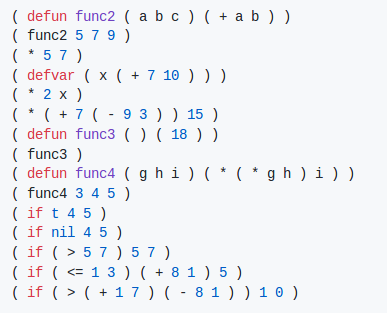 ( defun func2 ( a b c ) ( + a b ) )
( func2 5 7 9 )
( * 5 7 )
( defvar ( x ( + 7 10 ) ) )
( * 2 x )
( * ( + 7 ( - 9 3 ) ) 15 )
( defun func3 ( ) ( 18 ) )
( func3 )
( defun func4 ( g h i ) ( * ( * g h ) i ) )
( func4 3 4 5 )
( if t 4 5 )
( if nil 4 5 )
( if ( > 5 7 ) 5 7 )
( if ( <= 1 3 ) ( + 8 1 ) 5 )
( if ( > ( + 1 7 ) ( - 8 1 ) ) 1 0 )